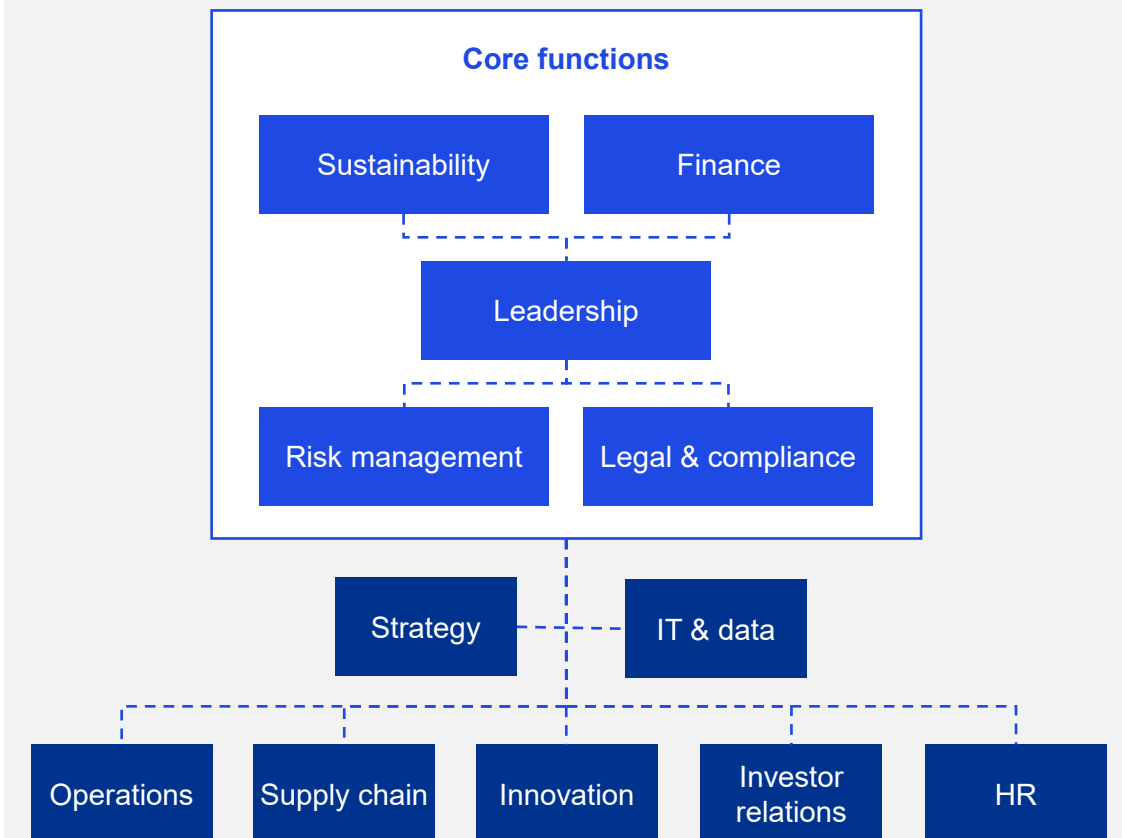 Core functions
Sustainability
Finance
Leadership
Risk management
Legal & compliance
Strategy
IT & data
Operations
Supply chain
Innovation
Investor
relations
HR